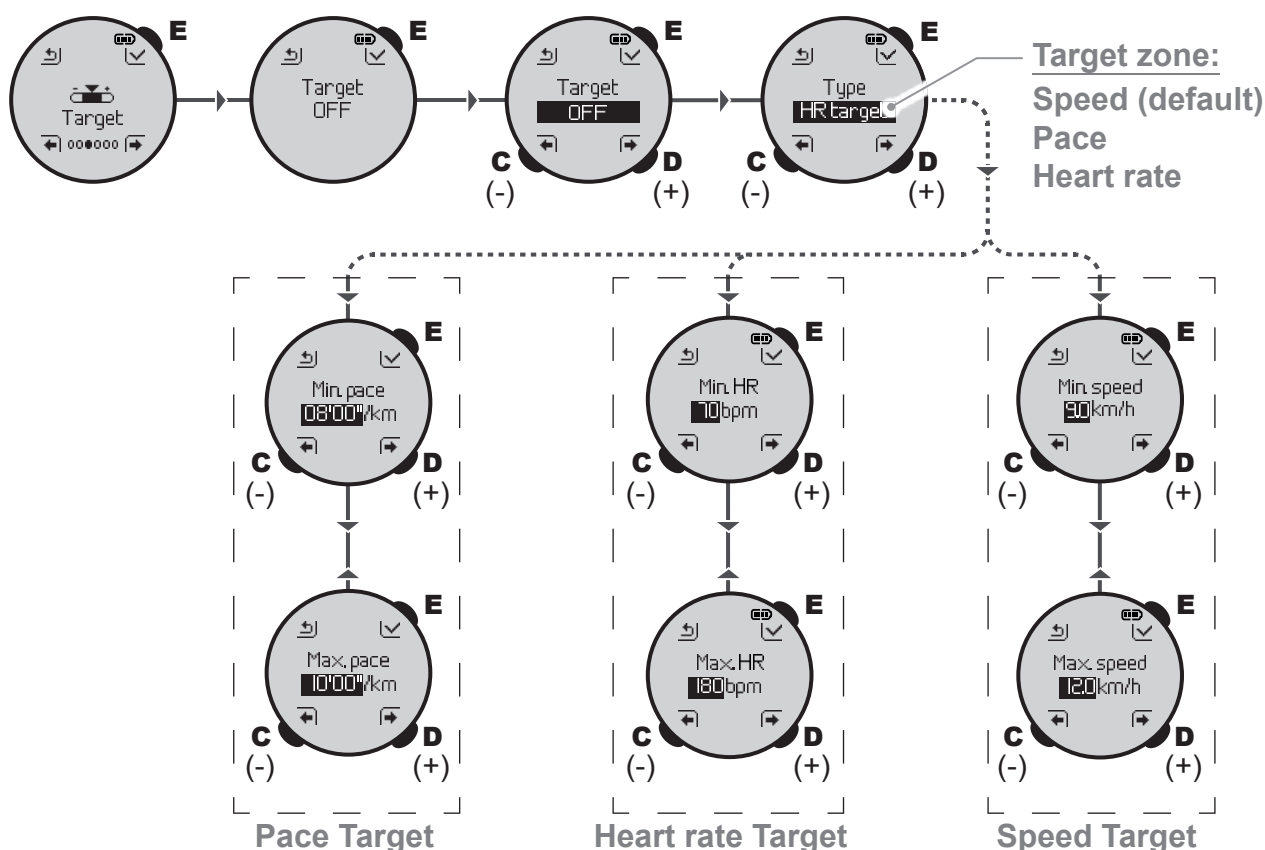 E
Target
E
Target
OFF
E
Target
OFF
C
(-)
D
(+)
E
Type
HR target
C
(-)
D
(+)
Target zone:
Speed (default)
Pace
Heart rate
E
Min. pace
08'00"/km
C
(-)
D
(+)
E
Min. HR
70bpm
C
(-)
D
(+)
E
Min. speed
9.0km/h
C
(-)
D
(+)
E
Max. pace
10'00"/km
C
(-)
D
(+)
E
Max. HR
180bpm
C
(-)
D
(+)
E
Max. speed
12.0km/h
C
(-)
D
(+)
Pace Target
Heart rate Target
Speed Target